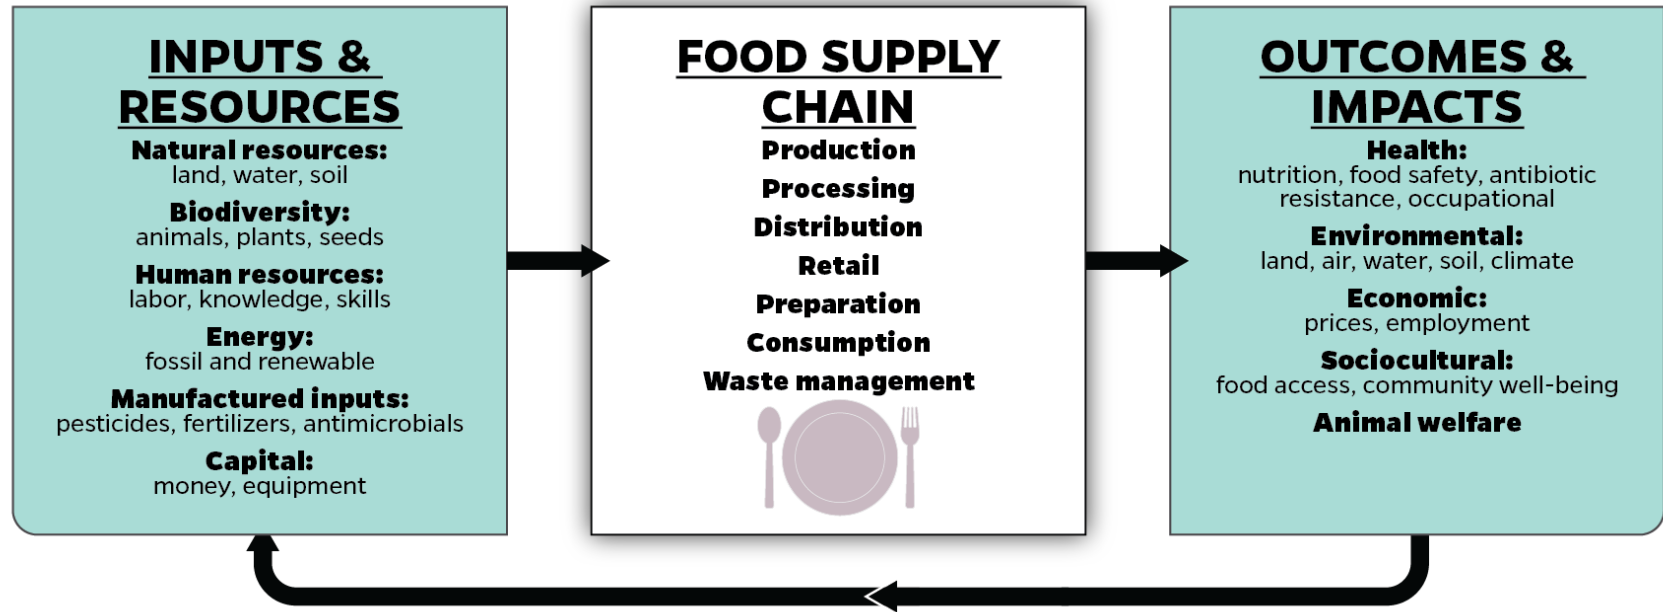 INPUTS &
RESOURCES
Natural resources:
land, water, soil
Biodiversity:
animals, plants, seeds
Human resources:
labor, knowledge, skills
Energy:
fossil and renewable
Manufactured inputs:
pesticides, fertilizers, antimicrobials
Capital:
money, equipment
FOOD SUPPLY
CHAIN
Production
Processing
Distribution
Retail
Preparation
Consumption
Waste management
OUTCOMES &
IMPACTS
Health:
nutrition, food safety, antibiotic
resistance, occupational
Environmental:
land, air, water, soil, climate
Economic:
prices, employment
Sociocultural:
food access, community well-being
Animal welfare